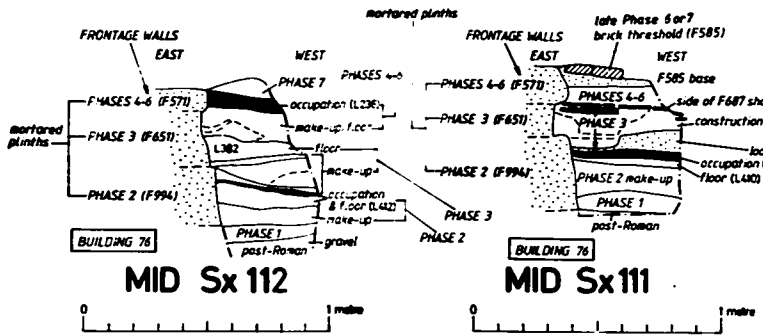 mortared plinths
late Phase 6 or 7
brick threshold (F585)
FRONTAGE WALLS
EAST
WEST
PHASE 7
PHASES 4-6
PHASES 4-6 (F571)
occupation (L236)
make-up, floor
mortared
plinths
PHASE 3 (F651)
L382
floor
make-up
PHASE 2 (F994)
occupation
& floor (L412)
make-up
PHASE 3
PHASE 2
PHASE 1
gravel
post-Roman
BUILDING 76
MID Sx 112
0
1 metre
FRONTAGE WALLS
EAST
WEST
F585 base
PHASES 4-6 (F571)
PHASES 4-6
side of F687
construction
PHASE 3 (F651)
PHASE 3
occupation
floor (L410)
PHASE 2 (F994)
PHASE 2 make-up
PHASE 1
post-Roman
BUILDING 76
MID Sx 111
0
1 metre